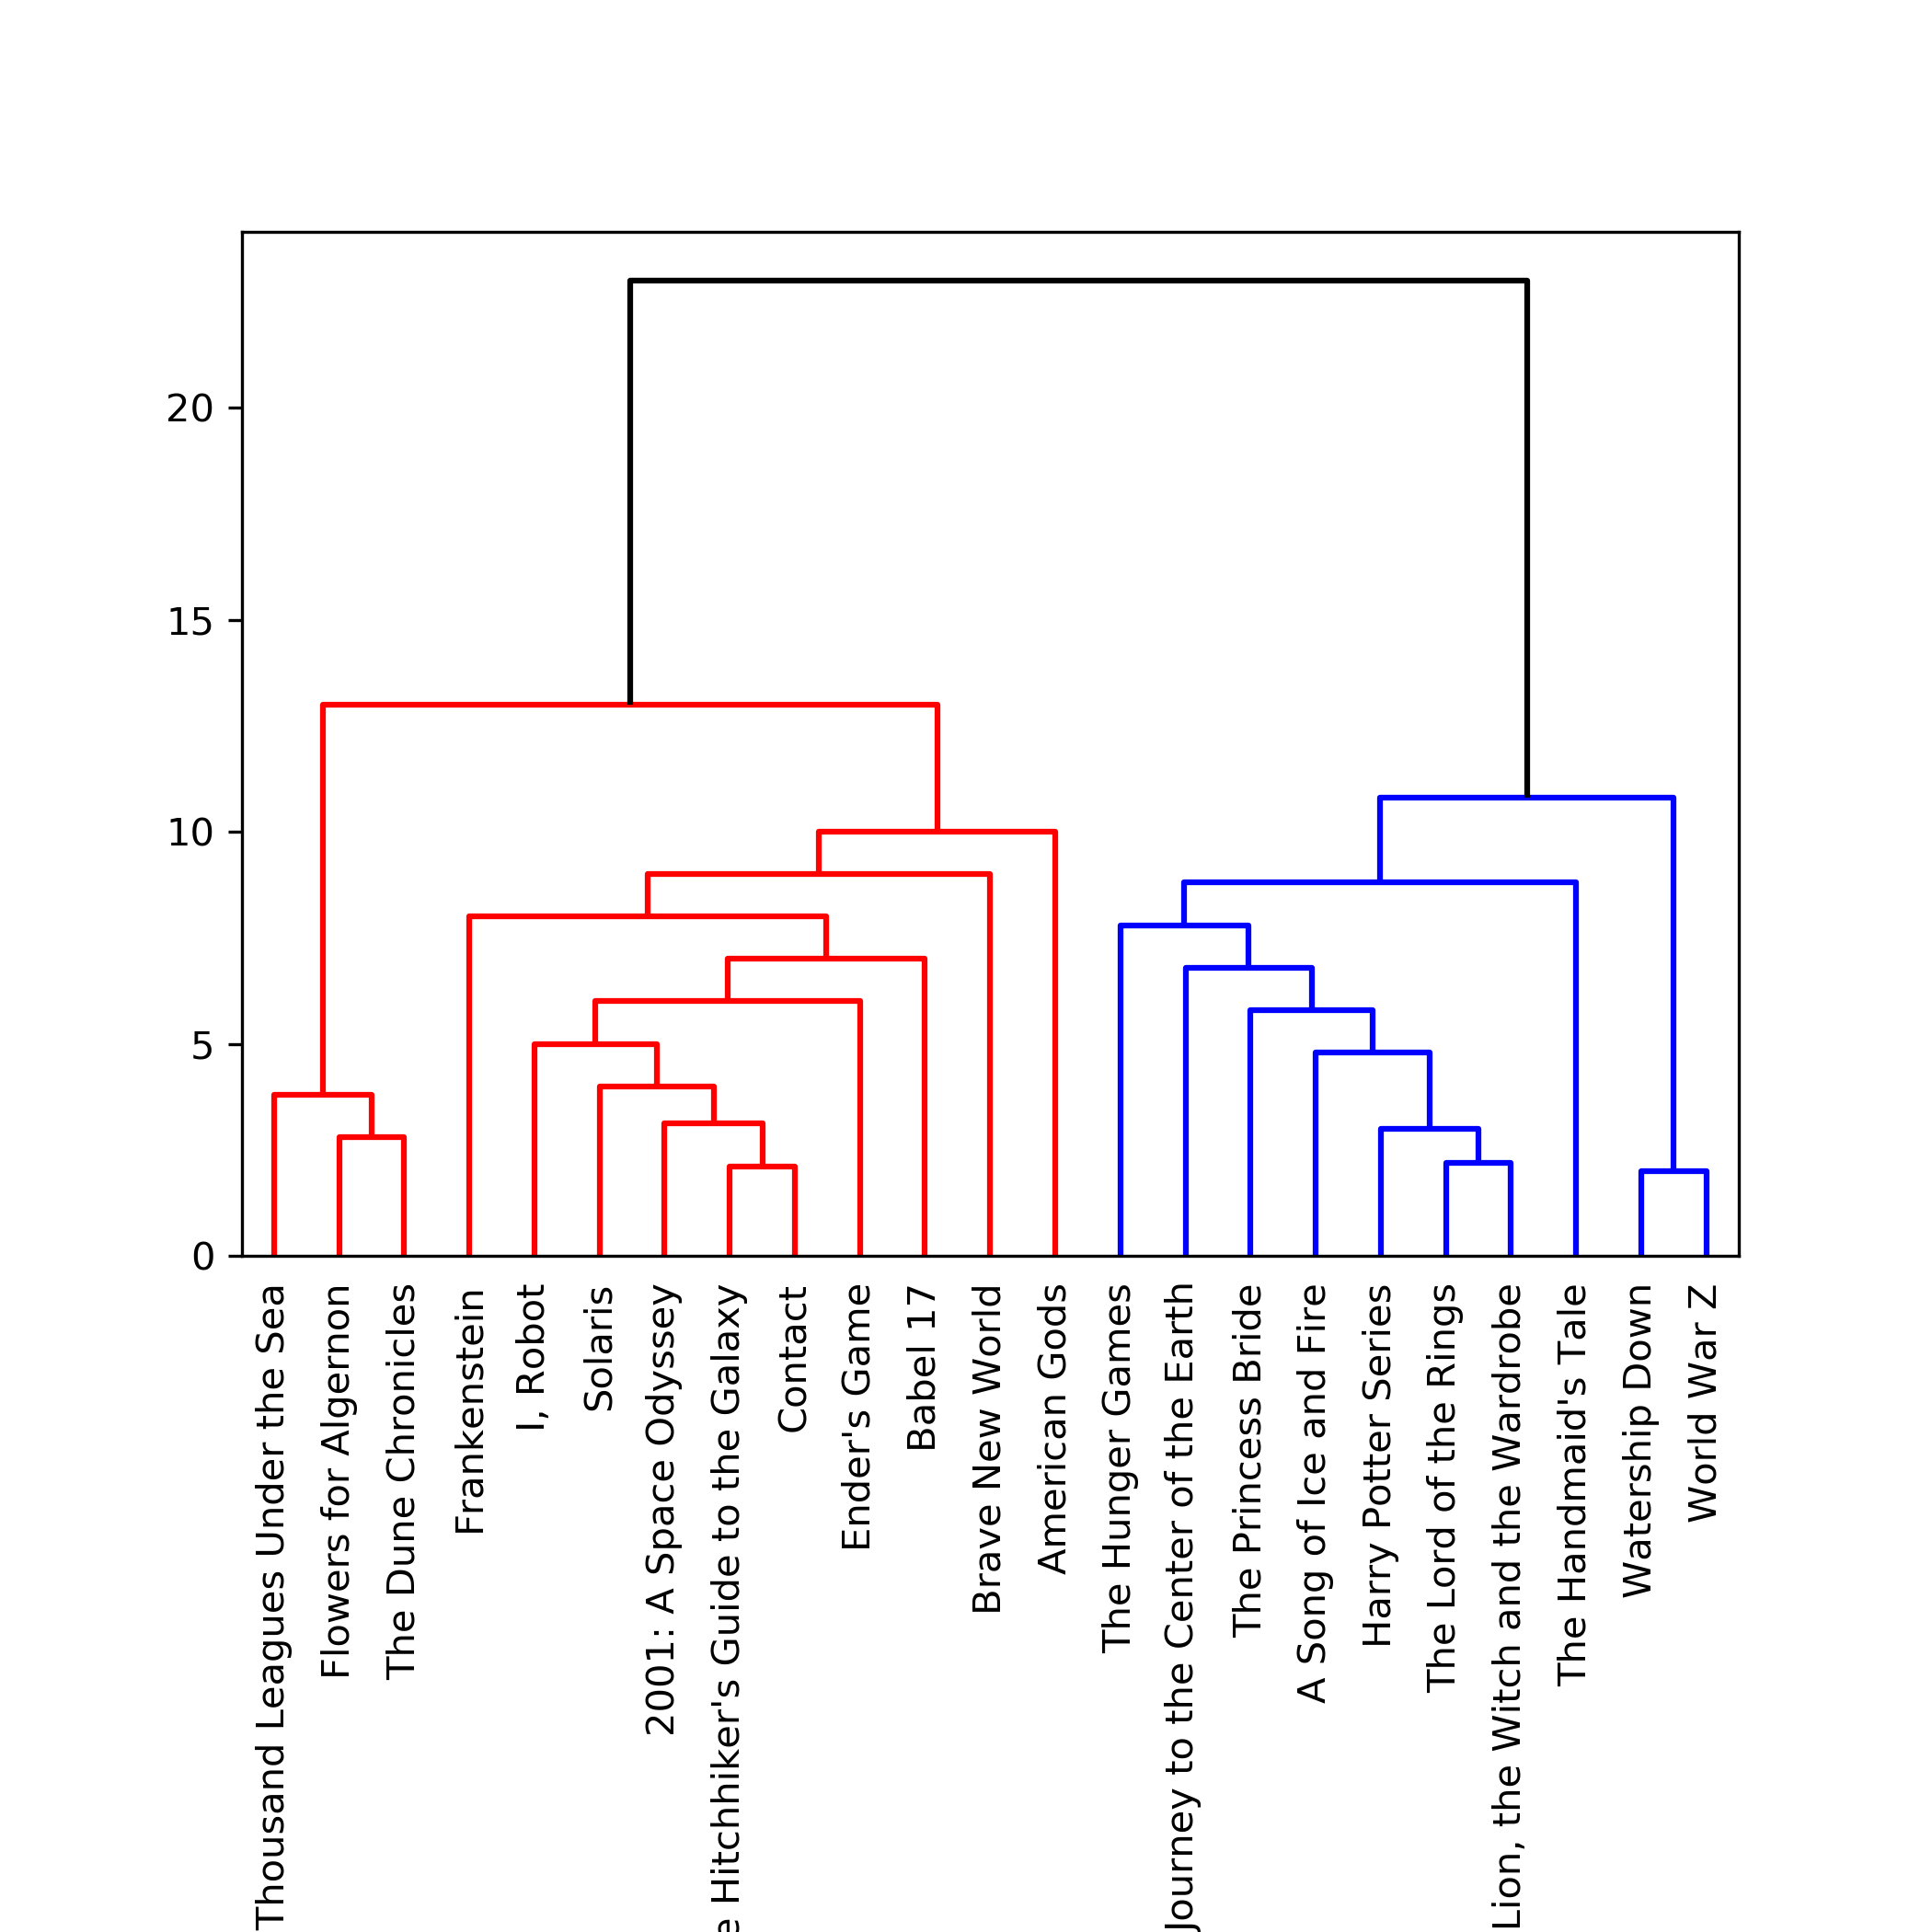 20
15
10
5
0
Thousand Leagues Under the Sea
Flowers for Algernon
The Dune Chronicles
Frankenstein
I, Robot
Solaris
2001: A Space Odyssey
e Hitchhiker's Guide to the Galaxy
Contact
Ender's Game
Babel 17
Brave New World
American Gods
The Hunger Games
Journey to the Center of the Earth
The Princess Bride
A Song of Ice and Fire
Harry Potter Series
The Lord of the Rings
Lion, the Witch and the Wardrobe
The Handmaid's Tale
Watership Down
World War Z